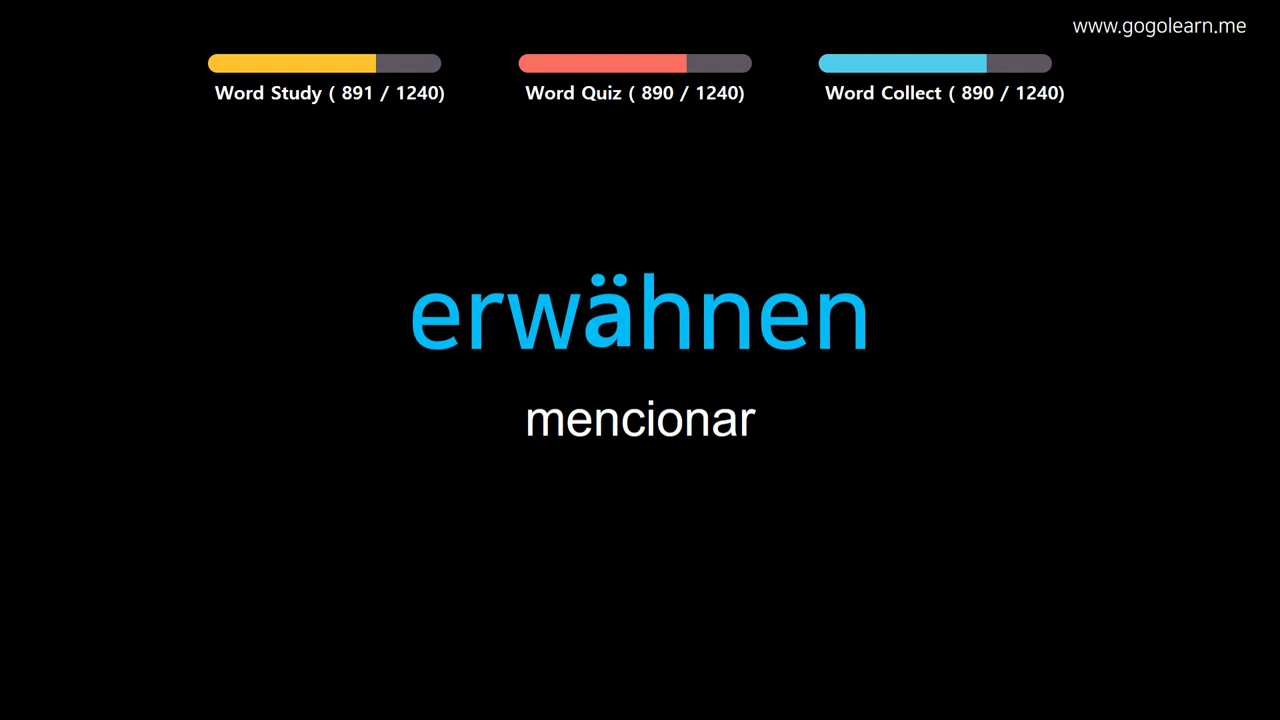 www.gogolearn.me
Word Study ( 891 / 1240)
Word Quiz ( 890 / 1240)
Word Collect ( 890 / 1240)
erwähnen
mencionar